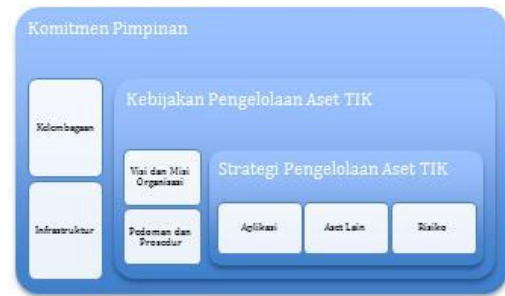 Komitmen Pimpinan
Kelembagaan
Infrastruktur
Kebijakan Pengelolaan Aset TIK
Visi dan Misi
Organisasi
Pedoman dan
Prosedur
Strategi Pengelolaan Aset TIK
Aplikasi
Aset Lain
Risiko